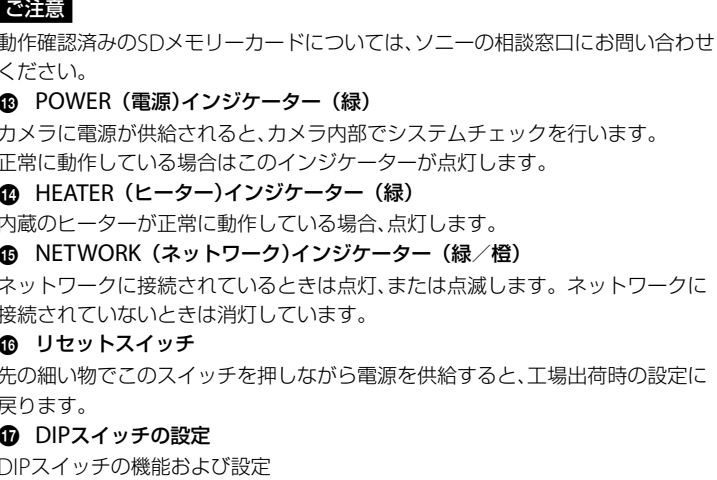 ご注意
動作確認済みのSDメモリーカードについては、ソニーの相談窓口にお問い合わせ
ください。
⓭ POWER（電源）インジケーター（緑）
カメラに電源が供給されると、カメラ内部でシステムチェックを行います。
正常に動作している場合はこのインジケーターが点灯します。
⓮ HEATER（ヒーター）インジケーター（緑）
内蔵のヒーターが正常に動作している場合、点灯します。
⓯ NETWORK（ネットワーク）インジケーター（緑／橙）
ネットワークに接続されているときは点灯、または点滅します。ネットワークに
接続されていないときは消灯しています。
⓰ リセットスイッチ
先の細い物でこのスイッチを押しながら電源を供給すると、工場出荷時の設定に
戻ります。
⓱ DIPスイッチの設定
DIPスイッチの機能および設定